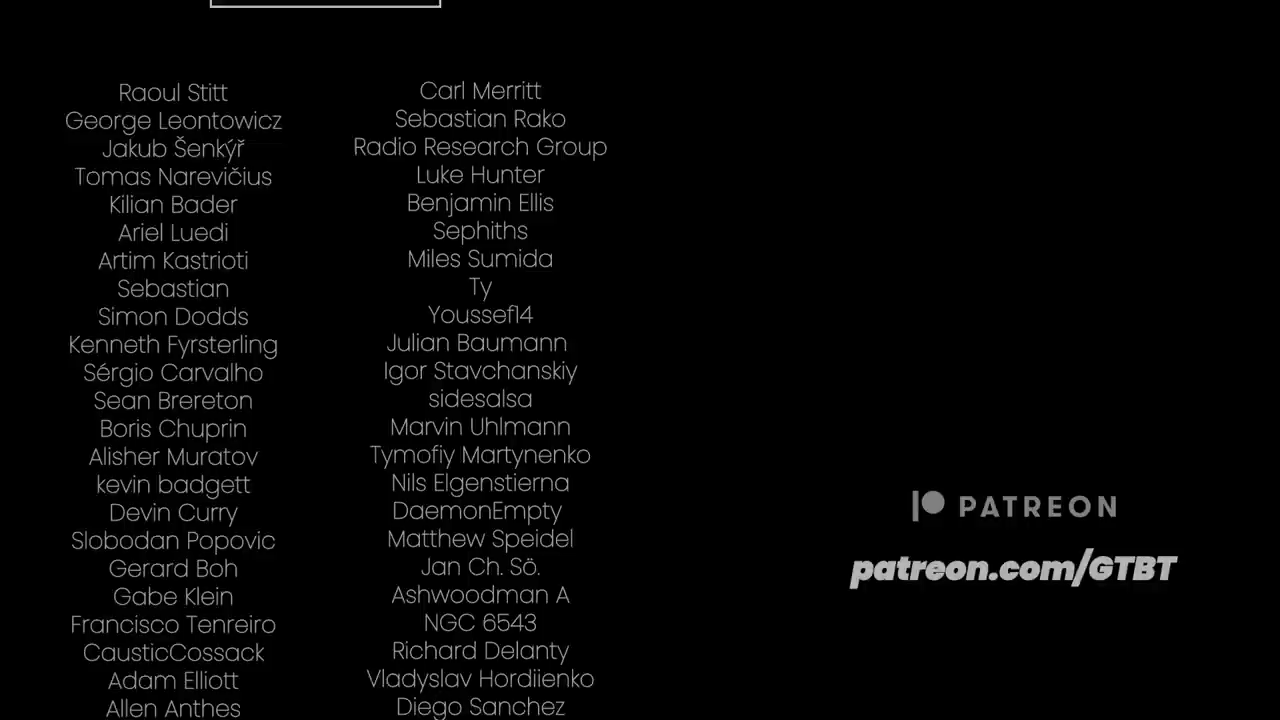 Raoul Stitt
George Leontowicz
Jakub Šenkýř
Tomas Narevičius
Kilian Bader
Ariel Luedi
Artim Kastrioti
Sebastian
Simon Dodds
Kenneth Fyrsterling
Sérgio Carvalho
Sean Brereton
Boris Chuprin
Alisher Muratov
kevin badgett
Devin Curry
Slobodan Popovic
Gerard Boh
Gabe Klein
Francisco Tenreiro
CausticCossack
Adam Elliott
Allen Anthes
Carl Merritt
Sebastian Rako
Radio Research Group
Luke Hunter
Benjamin Ellis
Sephiths
Miles Sumida
Ty
Youssef14
Julian Baumann
Igor Stavchanskiy
sidesalsa
Marvin Uhlmann
Tymofiy Martynenko
Nils Elgenstierna
DaemonEmpty
Matthew Speidel
Jan Ch. Sö.
Ashwoodman A
NGC 6543
Richard Delanty
Vladyslav Hordiienko
Diego Sanchez
PATREON
patreon.com/GTBT